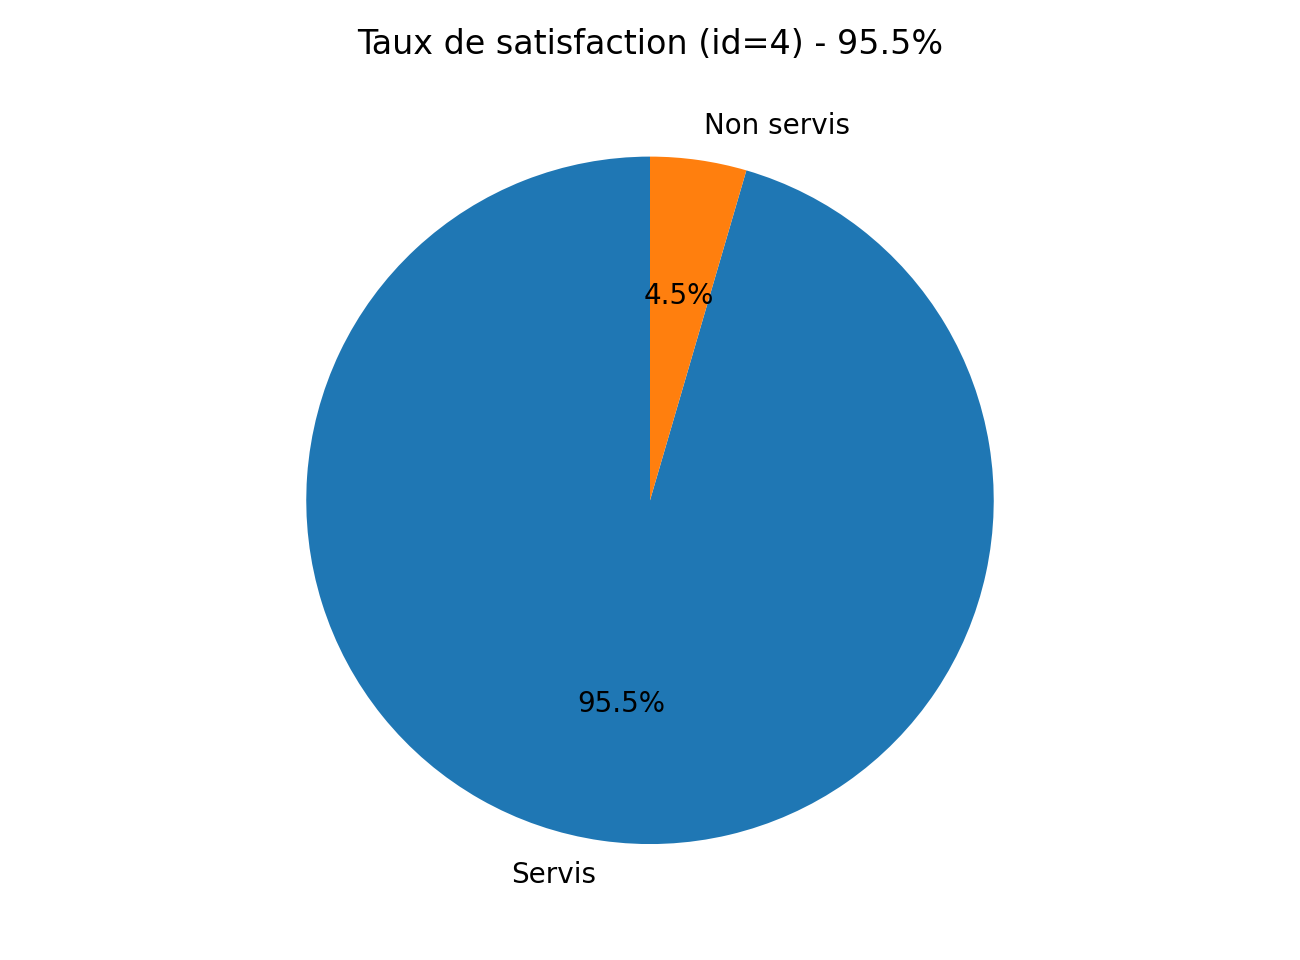 Taux de satisfaction (id=4) - 95.5%
Non servis
4.5%
95.5%
Servis